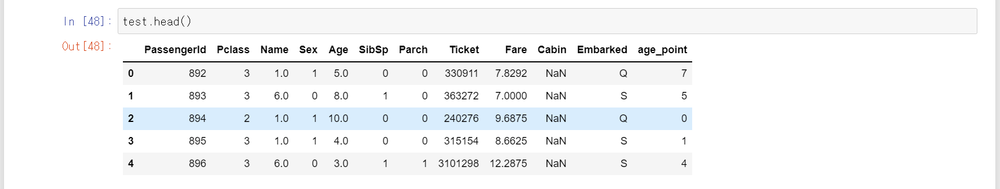 In [48]: test.head()
Out[48]:
PassengerId Pclass Name Sex Age SibSp Parch Ticket Fare Cabin Embarked age_point
0 892 3 1.0 1 5.0 0 0 330911 7.8292 NaN Q 7
1 893 3 6.0 0 8.0 1 0 363272 7.0000 NaN S 5
2 894 2 1.0 1 10.0 0 0 240276 9.6875 NaN Q 0
3 895 3 1.0 1 4.0 0 0 315154 8.6625 NaN S 1
4 896 3 6.0 0 3.0 1 1 3101298 12.2875 NaN S 4